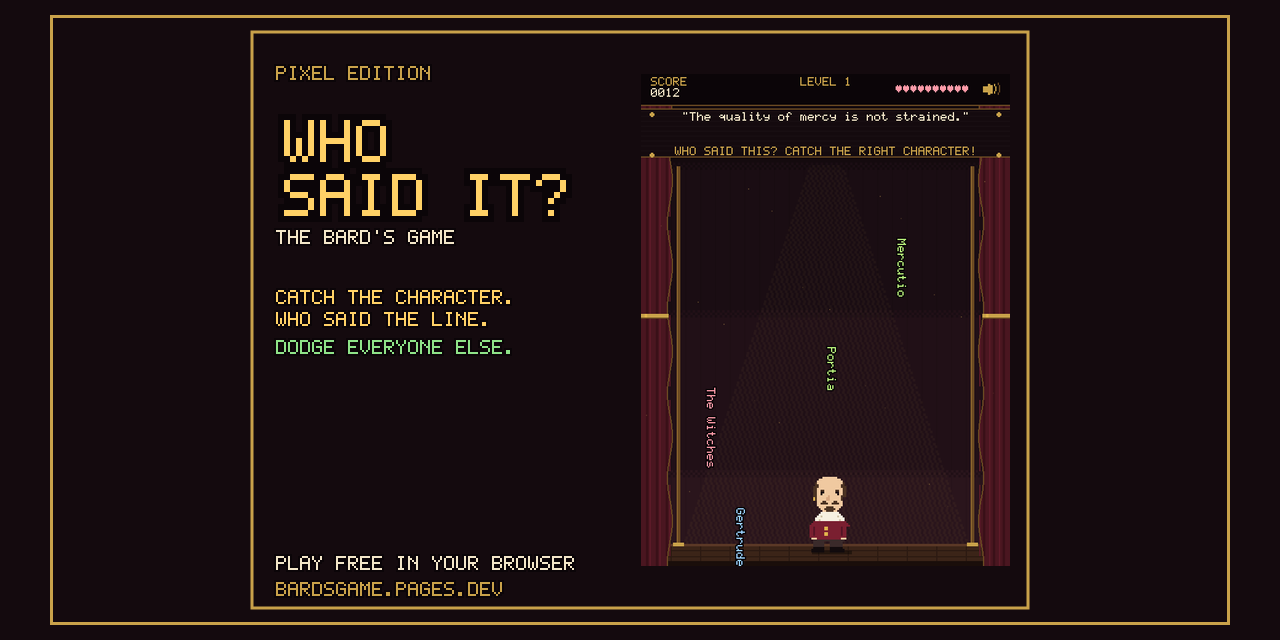 PIXEL EDITION
WHO
SAID IT?
THE BARD'S GAME
CATCH THE CHARACTER.
WHO SAID THE LINE.
DODGE EVERYONE ELSE.
PLAY FREE IN YOUR BROWSER
BARDSGAME.PAGES.DEV
SCORE
0012
LEVEL 1
"The quality of mercy is not strained."
WHO SAID THIS? CATCH THE RIGHT CHARACTER!
Mercutio
Portia
The Witches
Gertrude